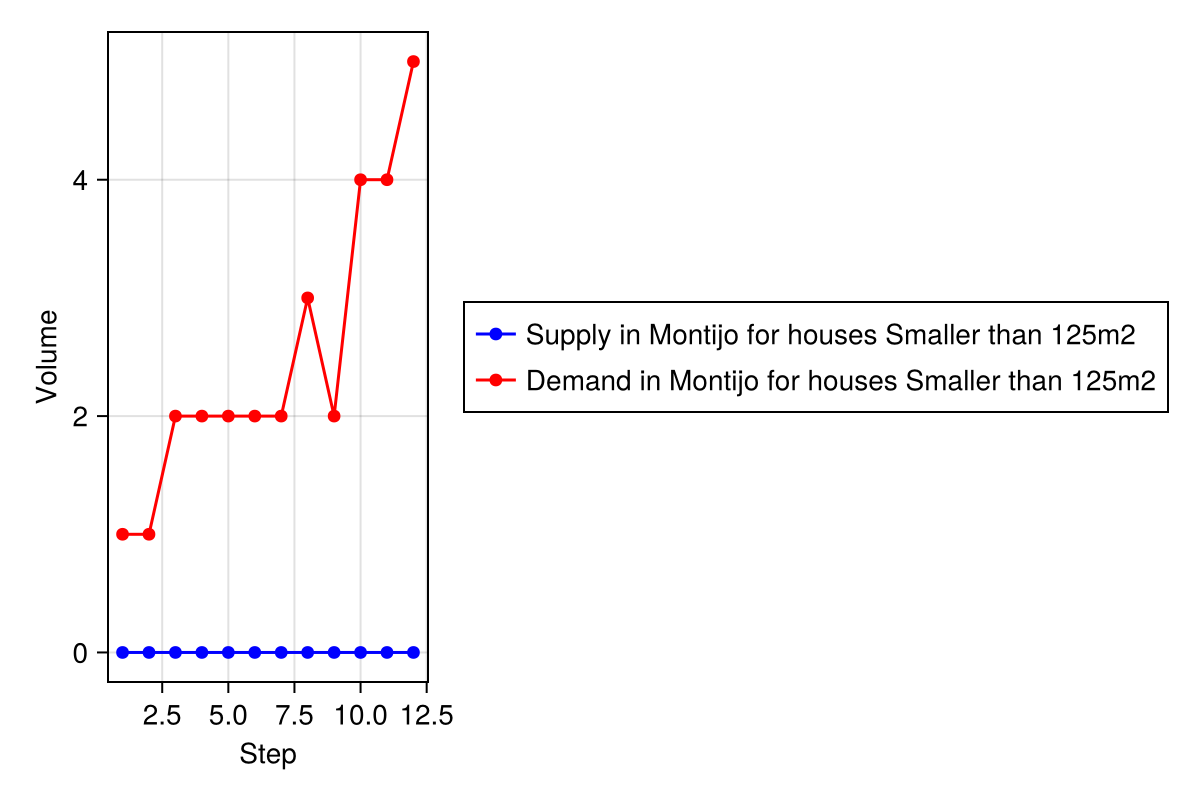 Volume
4
2
0
2.5 5.0 7.5 10.0 12.5
Step
Supply in Montijo for houses Smaller than 125m2
Demand in Montijo for houses Smaller than 125m2